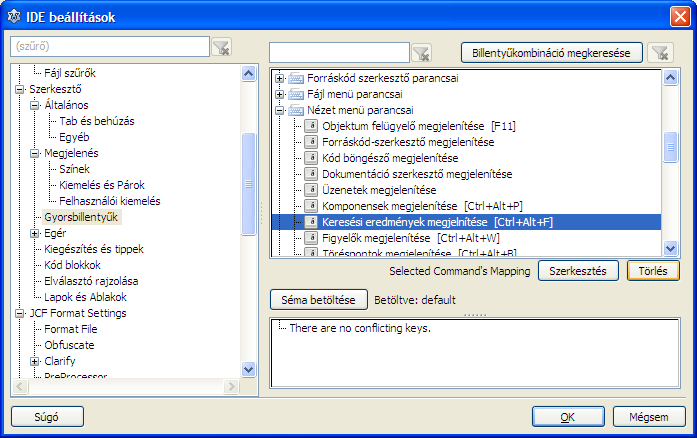 IDE beállítások
(szűrő)
Billentyűkombináció megkeresése
Fájl szűrők
Szerkesztő
Általános
Tab és behúzás
Egyéb
Megjelenés
Színek
Kiemelés és Párok
Felhasználói kiemelés
Gyorsbillentyűk
Egér
Kiegészítés és tippek
Kód blokkok
Elválasztó rajzolása
Lapok és Ablakok
JCF Format Settings
Format File
Obfuscate
Clarify
PreProcessor
Forráskód szerkesztő parancsai
Fájl menü parancsai
Nézet menü parancsai
Objektum felügyelő megjelenítése [F11]
Forráskód-szerkesztő megjelenítése
Kód böngésző megjelenítése
Dokumentáció szerkesztő megjelenítése
Üzenetek megjelenítése
Komponensek megjelenítése [Ctrl+Alt+P]
Keresési eredmények megjelnítése [Ctrl+Alt+F]
Figyelők megjelenítése [Ctrl+Alt+W]
Töréspontok megjelenítése [Ctrl+Alt+B]
Selected Command's Mapping
Szerkesztés
Törlés
Séma betöltése
Betöltve: default
There are no conflicting keys.
Súgó
OK
Mégsem